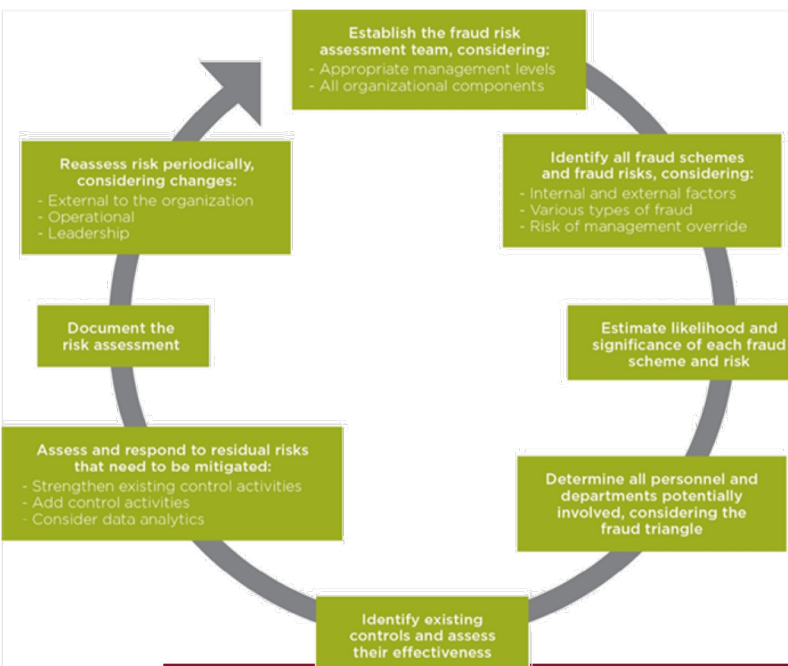 Establish the fraud risk
assessment team, considering:
- Appropriate management levels
- All organizational components
Identify all fraud schemes
and fraud risks, considering:
- Internal and external factors
- Various types of fraud
- Risk of management override
Estimate likelihood and
significance of each fraud
scheme and risk
Determine all personnel and
departments potentially
involved, considering the
fraud triangle
Identify existing
controls and assess
their effectiveness
Assess and respond to residual risks
that need to be mitigated:
- Strengthen existing control activities
- Add control activities
- Consider data analytics
Document the
risk assessment
Reassess risk periodically,
considering changes:
- External to the organization
- Operational
- Leadership